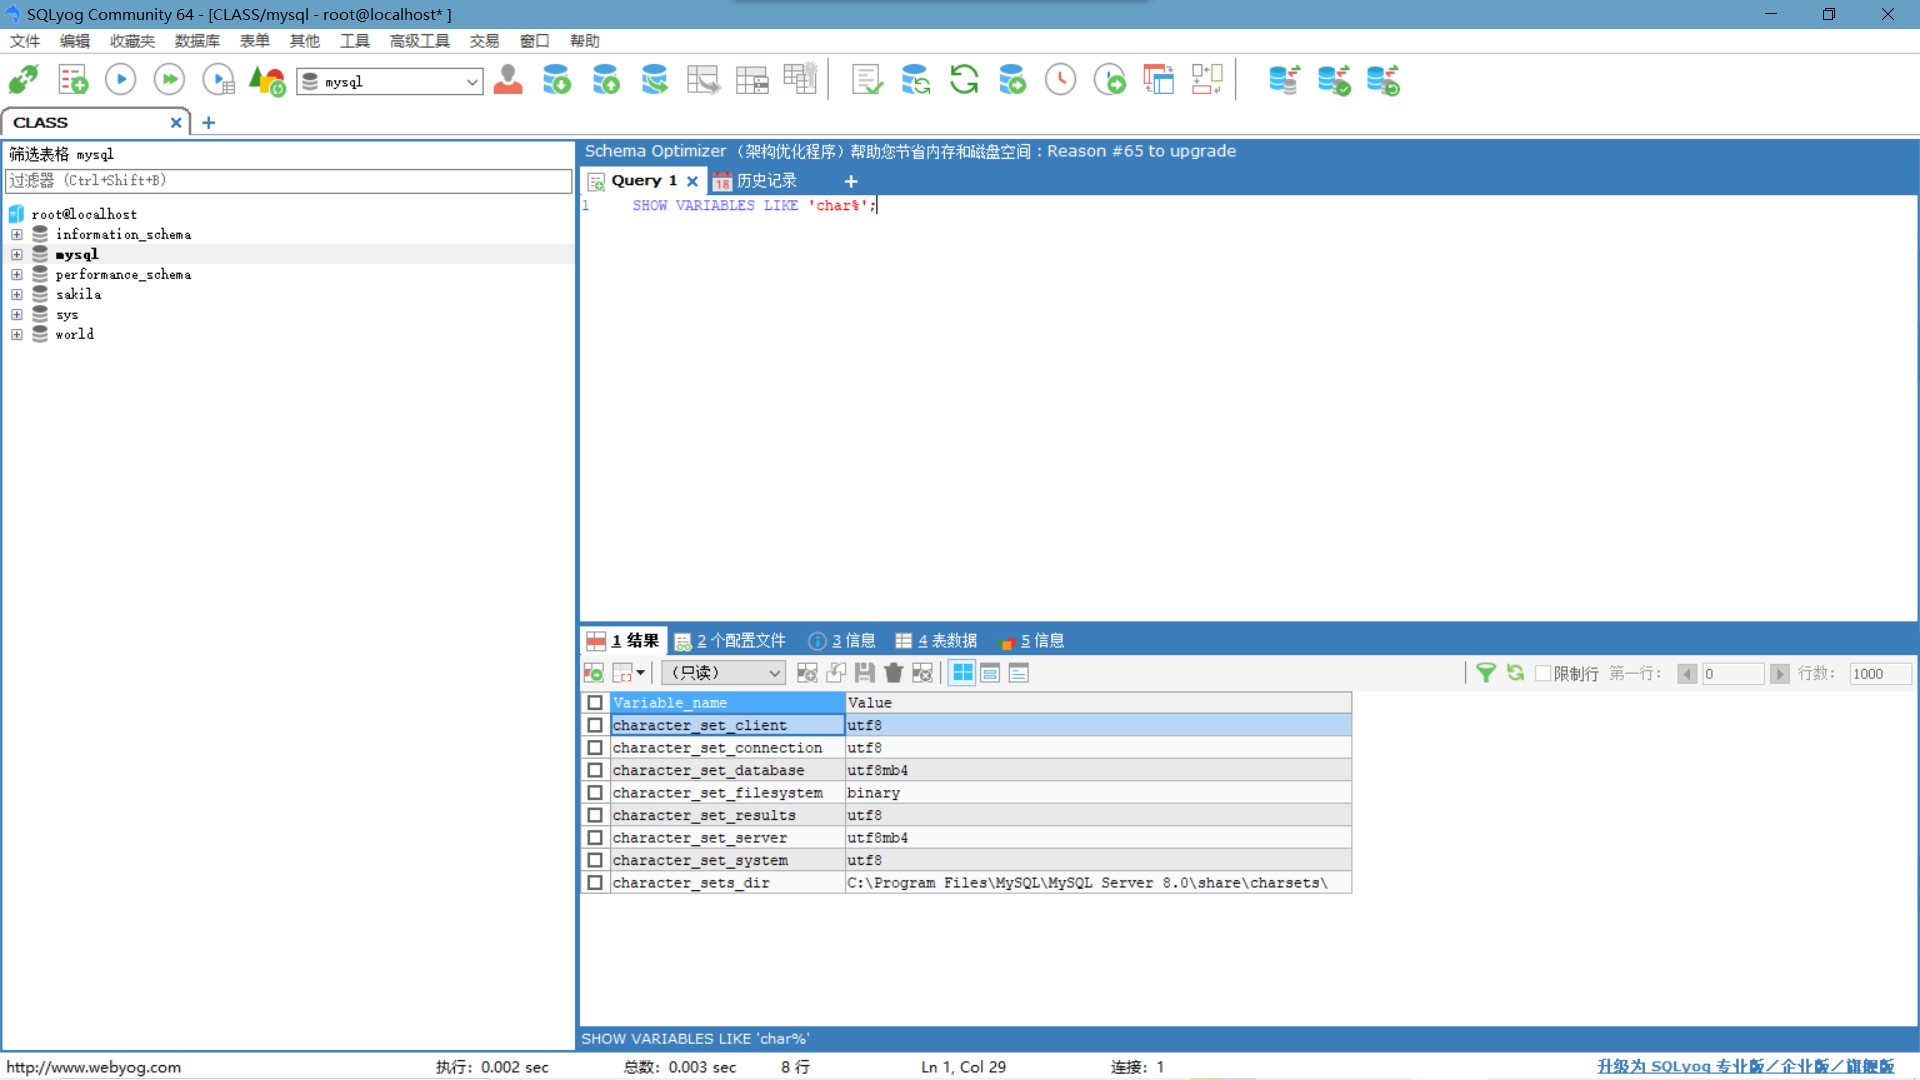 SQLyog Community 64 - [CLASS/mysql - root@localhost* ]
文件 编辑 收藏夹 数据库 表单 其他 工具 高级工具 交易 窗口 帮助
mysql
CLASS
筛选表格 mysql
过滤器 (Ctrl+Shift+B)
root@localhost
information_schema
mysql
performance_schema
sakila
sys
world
Schema Optimizer（架构优化程序）帮助您节省内存和磁盘空间 : Reason #65 to upgrade
Query 1 18 历史记录
1 SHOW VARIABLES LIKE 'char%';
1 结果 2 个配置文件 3 信息 4 表数据 5 信息
（只读） 限制行 第一行: 0 行数: 1000
Variable_name Value
character_set_client utf8
character_set_connection utf8
character_set_database utf8mb4
character_set_filesystem binary
character_set_results utf8
character_set_server utf8mb4
character_set_system utf8
character_sets_dir C:\Program Files\MySQL\MySQL Server 8.0\share\charsets\
SHOW VARIABLES LIKE 'char%'
http://www.webyog.com 执行: 0.002 sec 总数: 0.003 sec 8 行 Ln 1, Col 29 连接: 1 升级为 SQLyog 专业版/企业版/旗舰版